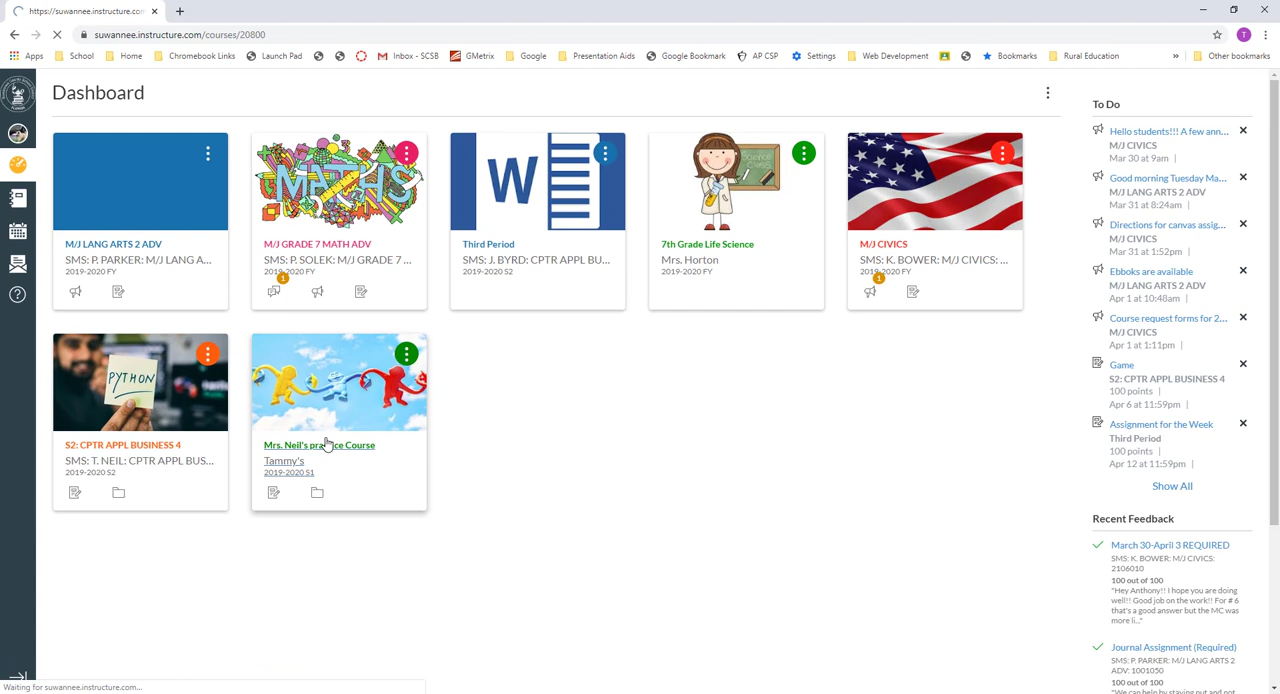 https://suwannee.instructure.com
suwannee.instructure.com/courses/20800
T
Apps School Home Chromebook Links Launch Pad Inbox - SCSB GMetrix Google Presentation Aids Google Bookmark AP CSP Settings Web Development Bookmarks Rural Education » Other bookmarks
Dashboard
M/J LANG ARTS 2 ADV
SMS: P. PARKER: M/J LANG A...
2019-2020 FY
MATHS
M/J GRADE 7 MATH ADV
SMS: P. SOLEK: M/J GRADE 7 ...
2019-2020 FY
1
W
Third Period
SMS: J. BYRD: CPTR APPL BU...
2019-2020 S2
7th Grade Life Science
Mrs. Horton
2019-2020 FY
M/J CIVICS
SMS: K. BOWER: M/J CIVICS: ...
2019-2020 FY
1
PYTHON
S2: CPTR APPL BUSINESS 4
SMS: T. NEIL: CPTR APPL BUS...
2019-2020 S2
Mrs. Neil's practice Course
Tammy's
2019-2020 S1
To Do
Hello students!!! A few ann...
M/J CIVICS
Mar 30 at 9am |
Good morning Tuesday Ma...
M/J LANG ARTS 2 ADV
Mar 31 at 8:24am |
Directions for canvas assig...
M/J CIVICS
Mar 31 at 1:52pm |
Ebboks are available
M/J LANG ARTS 2 ADV
Apr 1 at 10:48am |
Course request forms for 2...
M/J CIVICS
Apr 1 at 1:11pm |
Game
S2: CPTR APPL BUSINESS 4
100 points |
Apr 6 at 11:59pm |
Assignment for the Week
Third Period
100 points |
Apr 12 at 11:59pm |
Show All
Recent Feedback
March 30-April 3 REQUIRED
SMS: K. BOWER: M/J CIVICS:
2106010
100 out of 100
"Hey Anthony!! I hope you are doing
well!! Good job on the work!! For # 6
that's a good answer but the MC was
more li..."
Journal Assignment (Required)
SMS: P. PARKER: M/J LANG ARTS 2
ADV: 1001050
100 out of 100
"We can help by staying out and not
Waiting for suwannee.instructure.com...